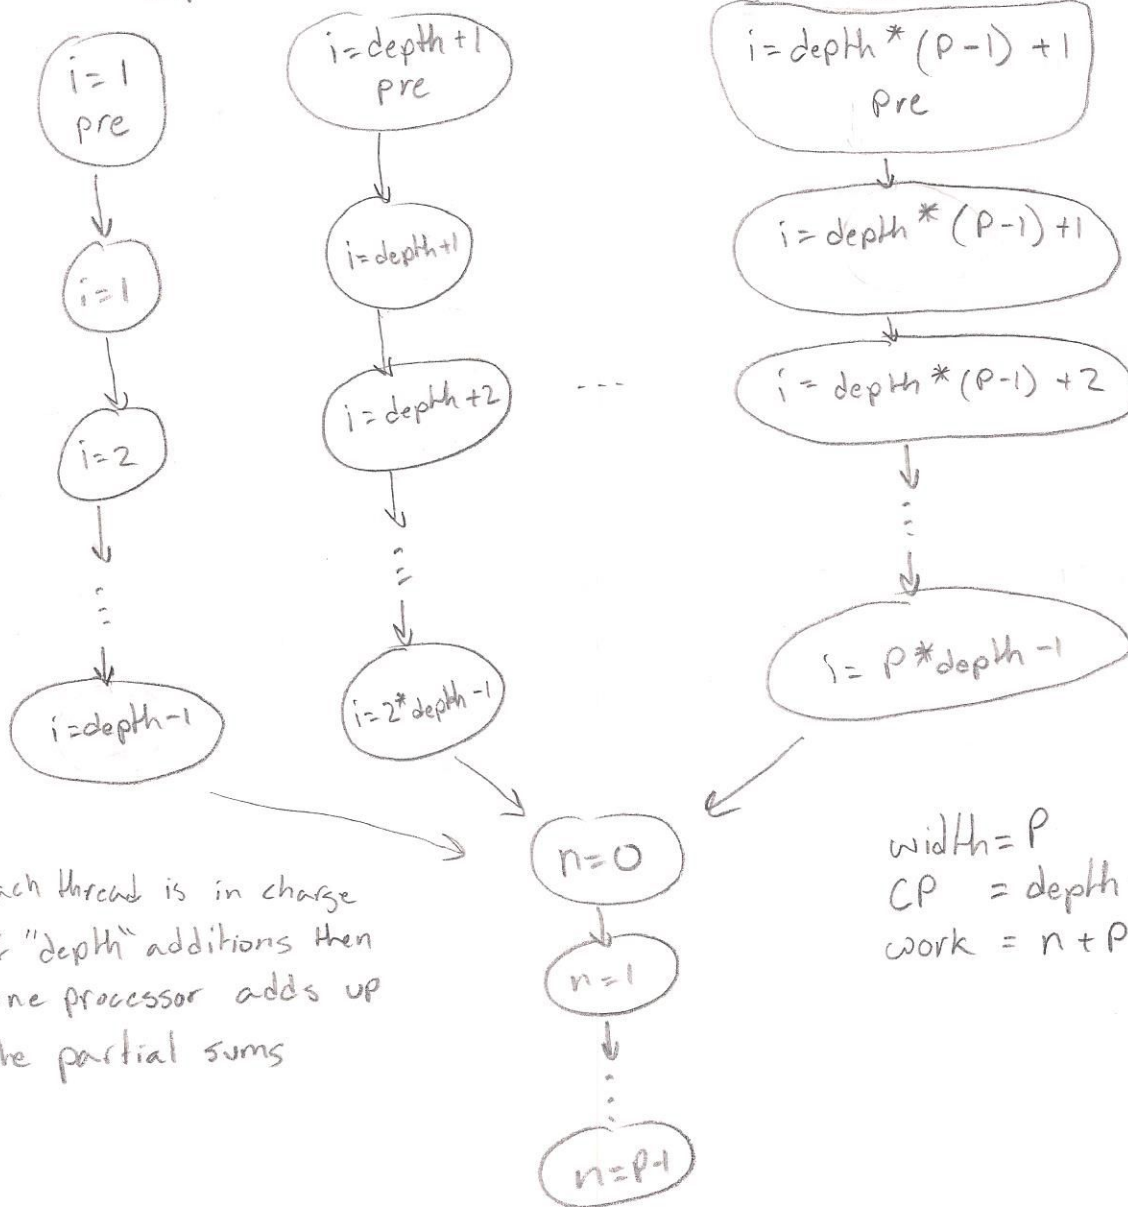 i=1
pre
i=1
i=2
i=depth-1
i=depth+1
pre
i=depth+1
i=depth+2
i=2*depth-1
i=depth*(P-1)+1
pre
i=depth*(P-1)+1
i=depth*(P-1)+2
i=P*depth-1
n=0
n=1
n=P-1
ach thread is in charge
"depth" additions then
ne processor adds up
he partial sums
width=P
CP = depth
work = n+P